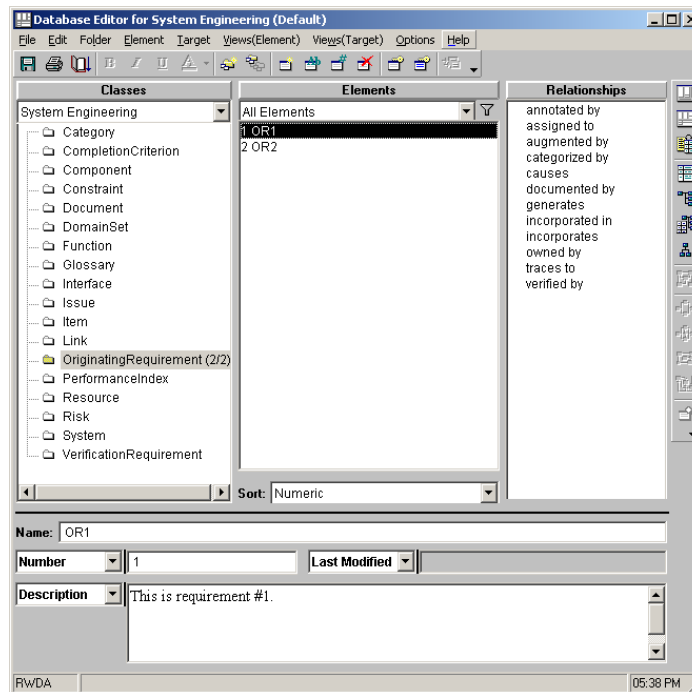 Database Editor for System Engineering (Default)
File Edit Folder Element Target Views(Element) Views(Target) Options Help
B I U A
Classes
System Engineering
Category
CompletionCriterion
Component
Constraint
Document
DomainSet
Function
Glossary
Interface
Issue
Item
Link
OriginatingRequirement (2/2)
PerformanceIndex
Resource
Risk
System
VerificationRequirement
Elements
All Elements
1 OR1
2 OR2
Sort: Numeric
Relationships
annotated by
assigned to
augmented by
categorized by
causes
documented by
generates
incorporated in
incorporates
owned by
traces to
verified by
Name: OR1
Number 1 Last Modified
Description This is requirement #1.
RWDA 05:38 PM